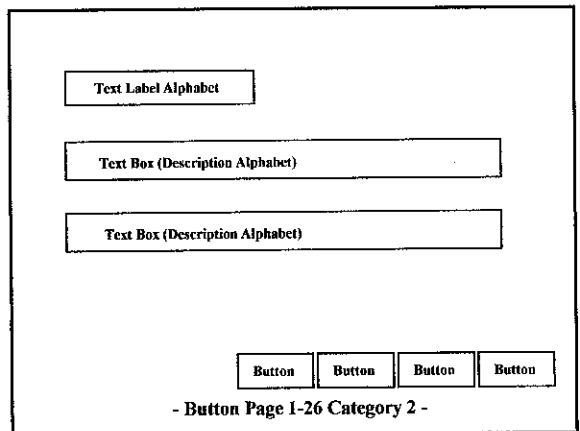 Text Label Alphabet
Text Box (Description Alphabet)
Text Box (Description Alphabet)
Button Button Button Button
- Button Page 1-26 Category 2 -